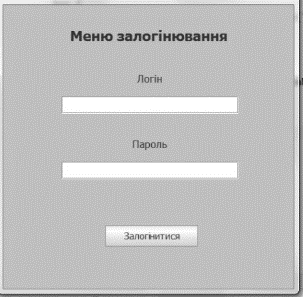 Меню залогінювання
Логін
Пароль
Залогінитися